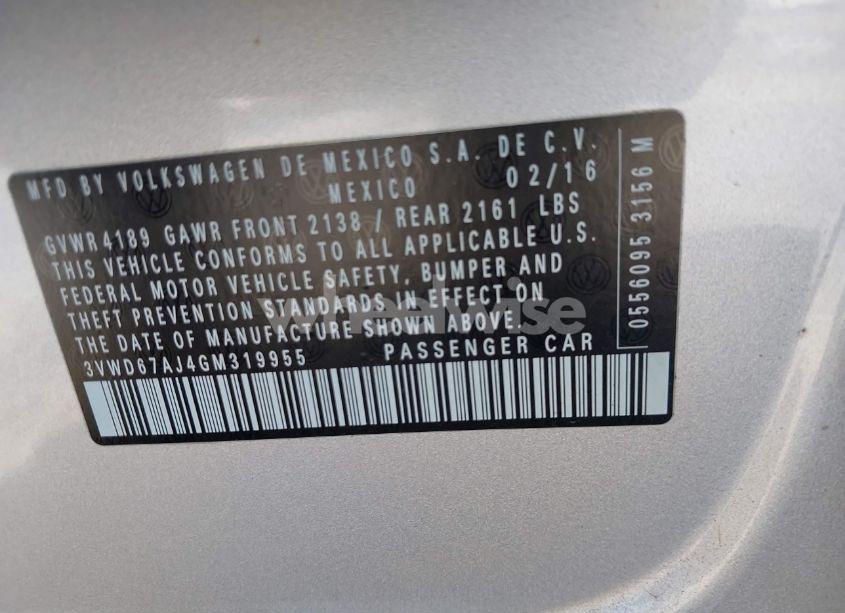 MFD BY VOLKSWAGEN DE MEXICO S.A. DE C.V.
MEXICO 02/16
GVWR 4189 GAWR FRONT 2138 / REAR 2161 LBS
THIS VEHICLE CONFORMS TO ALL APPLICABLE U.S.
FEDERAL MOTOR VEHICLE SAFETY, BUMPER AND
THEFT PREVENTION STANDARDS IN EFFECT ON
THE DATE OF MANUFACTURE SHOWN ABOVE.
3VWD67AJ4GM319955 PASSENGER CAR
0556095 3156 M
wheelwise